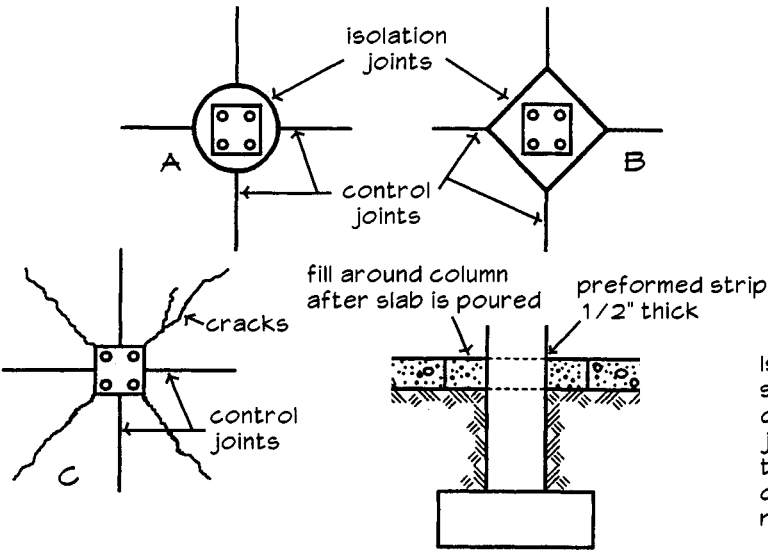 isolation
joints
A
B
control
joints
fill around column
after slab is poured
preformed strip
1/2" thick
cracks
control
joints
C